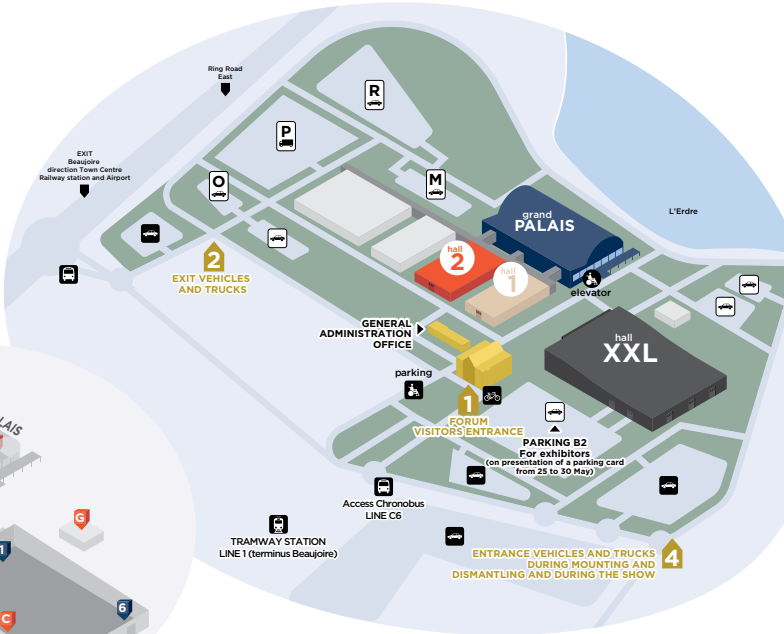 Ring Road
East
R
P
EXIT
Beaujoire
direction Town Centre
Railway station and Airport
O
M
L'Erdre
grand
PALAIS
hall
2
hall
1
2
EXIT VEHICLES
AND TRUCKS
elevator
GENERAL
ADMINISTRATION
OFFICE
hall
XXL
parking
1
FORUM
VISITORS ENTRANCE
PARKING B2
For exhibitors
(on presentation of a parking card
from 25 to 30 May)
Access Chronobus
LINE C6
TRAMWAY STATION
LINE 1 (terminus Beaujoire)
ENTRANCE VEHICLES AND TRUCKS
DURING MOUNTING AND
DISMANTLING AND DURING THE SHOW
4
LAIS
G
1
6
C